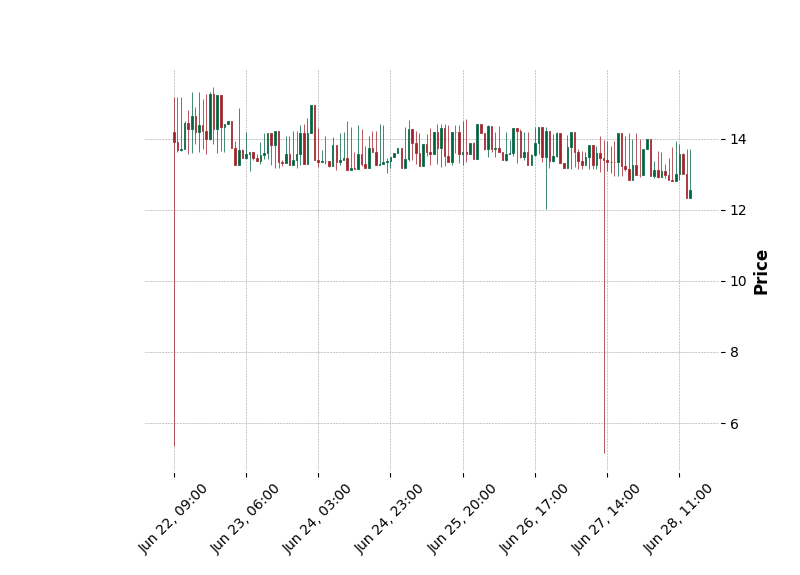 14
12
10
8
6
Price
Jun 22, 09:00
Jun 23, 06:00
Jun 24, 03:00
Jun 24, 23:00
Jun 25, 20:00
Jun 26, 17:00
Jun 27, 14:00
Jun 28, 11:00